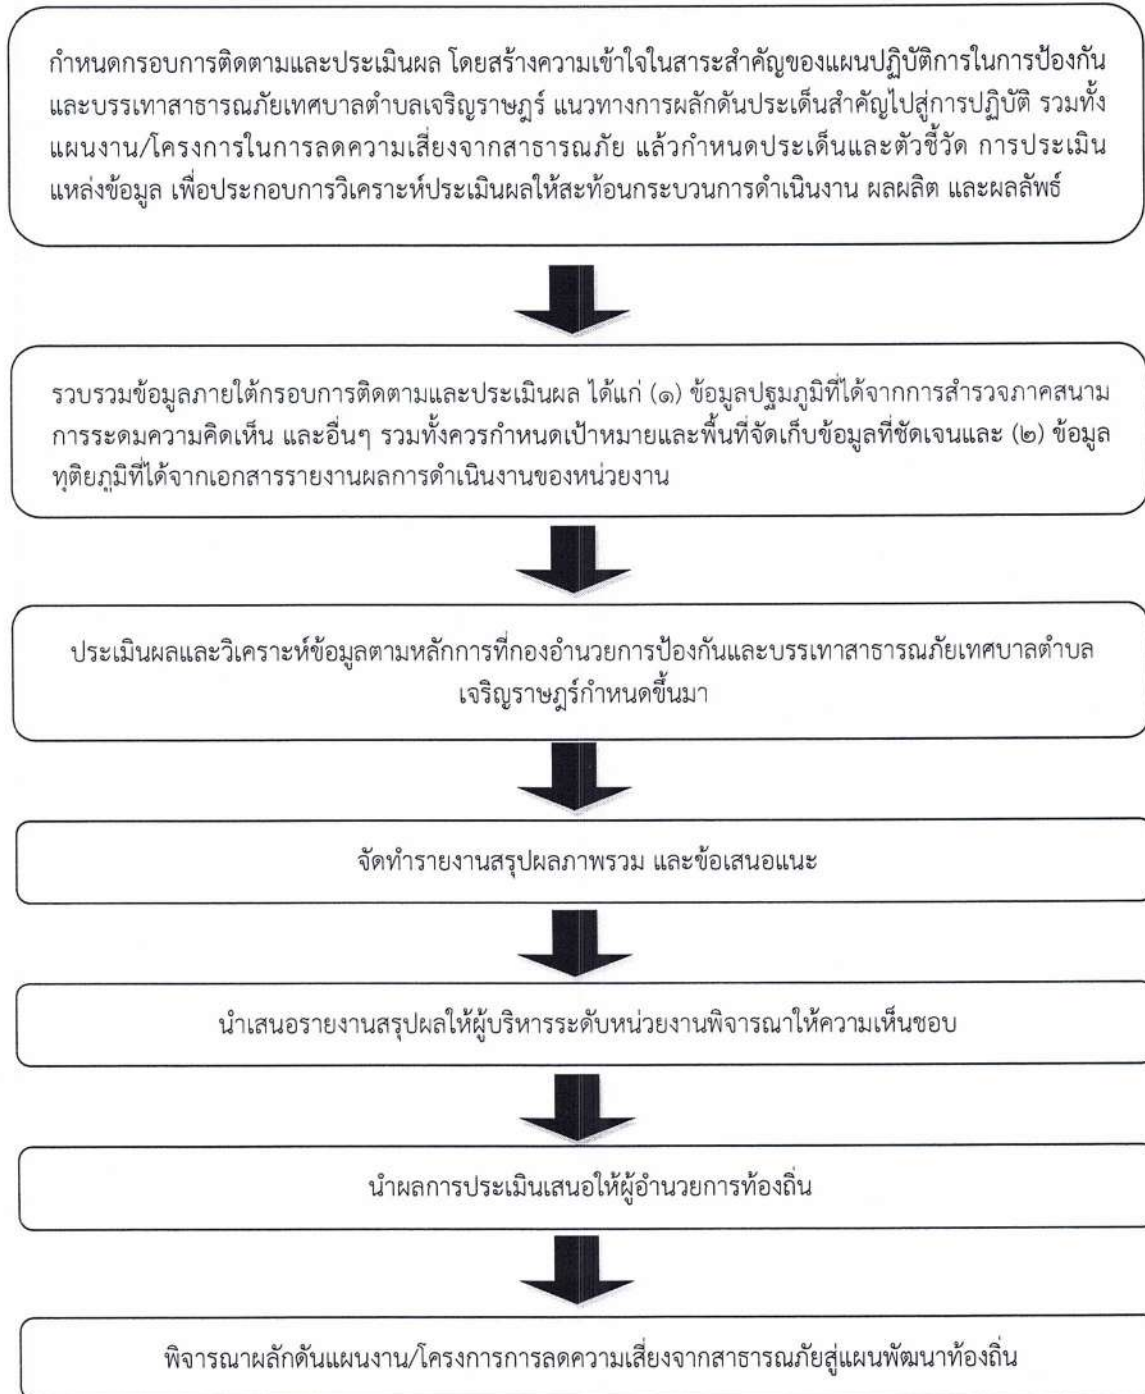 กำหนดกรอบการติดตามและประเมินผล โดยสร้างความเข้าใจในสาระสำคัญของแผนปฏิบัติการในการป้องกัน
และบรรเทาสาธารณภัยเทศบาลตำบลเจริญราษฎร์ แนวทางการผลักดันประเด็นสำคัญไปสู่การปฏิบัติ รวมทั้ง
แผนงาน/โครงการในการลดความเสี่ยงจากสาธารณภัย แล้วกำหนดประเด็นและตัวชี้วัด การประเมิน
แหล่งข้อมูล เพื่อประกอบการวิเคราะห์ประเมินผลให้สะท้อนกระบวนการดำเนินงาน ผลผลิต และผลลัพธ์
รวบรวมข้อมูลภายใต้กรอบการติดตามและประเมินผล ได้แก่ (๑) ข้อมูลปฐมภูมิที่ได้จากการสำรวจภาคสนาม
การระดมความคิดเห็น และอื่นๆ รวมทั้งควรกำหนดเป้าหมายและพื้นที่จัดเก็บข้อมูลที่ชัดเจนและ (๒) ข้อมูล
ทุติยภูมิที่ได้จากเอกสารรายงานผลการดำเนินงานของหน่วยงาน
ประเมินผลและวิเคราะห์ข้อมูลตามหลักการที่กองอำนวยการป้องกันและบรรเทาสาธารณภัยเทศบาลตำบล
เจริญราษฎร์กำหนดขึ้นมา
จัดทำรายงานสรุปผลภาพรวม และข้อเสนอแนะ
นำเสนอรายงานสรุปผลให้ผู้บริหารระดับหน่วยงานพิจารณาให้ความเห็นชอบ
นำผลการประเมินเสนอให้ผู้อำนวยการท้องถิ่น
พิจารณาผลักดันแผนงาน/โครงการการลดความเสี่ยงจากสาธารณภัยสู่แผนพัฒนาท้องถิ่น